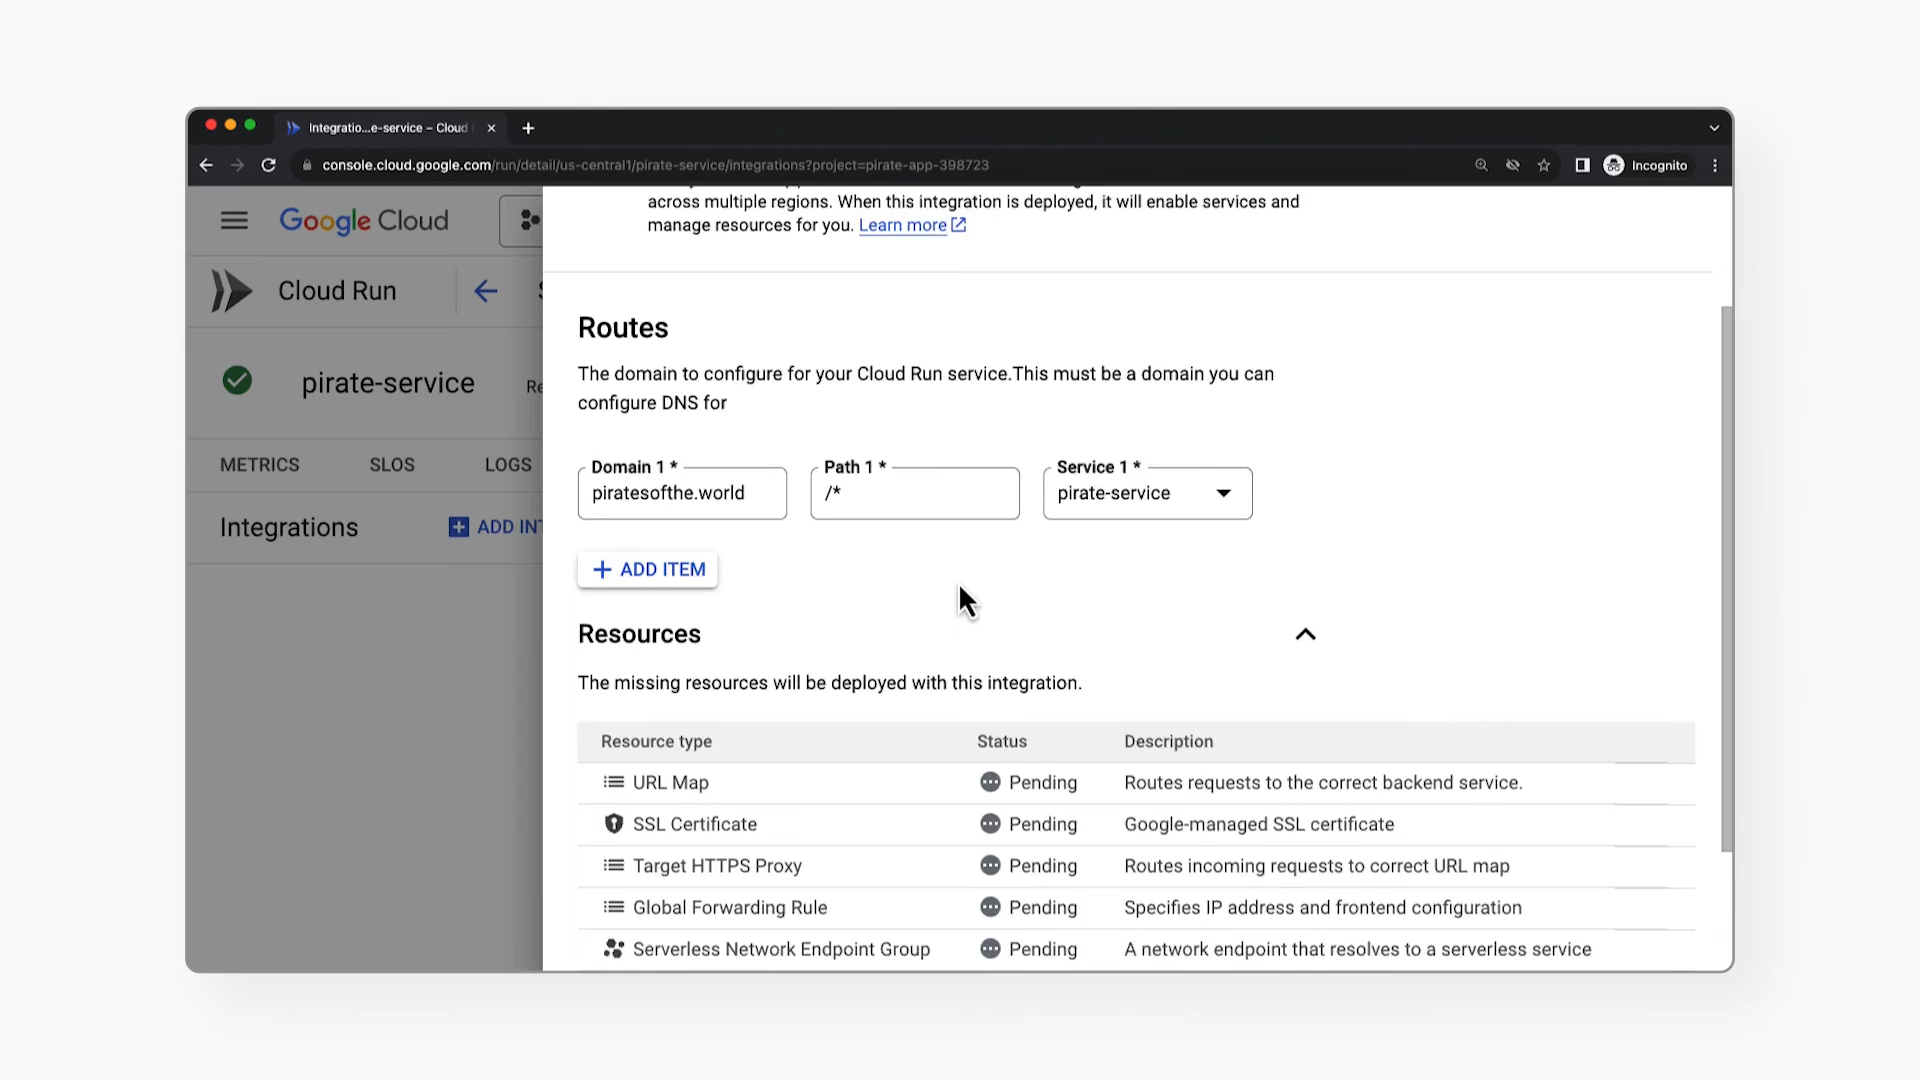 Integratio...e-service – Cloud
console.cloud.google.com/run/detail/us-central1/pirate-service/integrations?project=pirate-app-398723
Incognito
Google Cloud
Cloud Run
pirate-service
METRICS
SLOS
LOGS
Integrations
ADD INT
across multiple regions. When this integration is deployed, it will enable services and
manage resources for you. Learn more
Routes
The domain to configure for your Cloud Run service.This must be a domain you can
configure DNS for
Domain 1 *
piratesofthe.world
Path 1 *
/*
Service 1 *
pirate-service
+ ADD ITEM
Resources
The missing resources will be deployed with this integration.
Resource type Status Description
URL Map Pending Routes requests to the correct backend service.
SSL Certificate Pending Google-managed SSL certificate
Target HTTPS Proxy Pending Routes incoming requests to correct URL map
Global Forwarding Rule Pending Specifies IP address and frontend configuration
Serverless Network Endpoint Group Pending A network endpoint that resolves to a serverless service